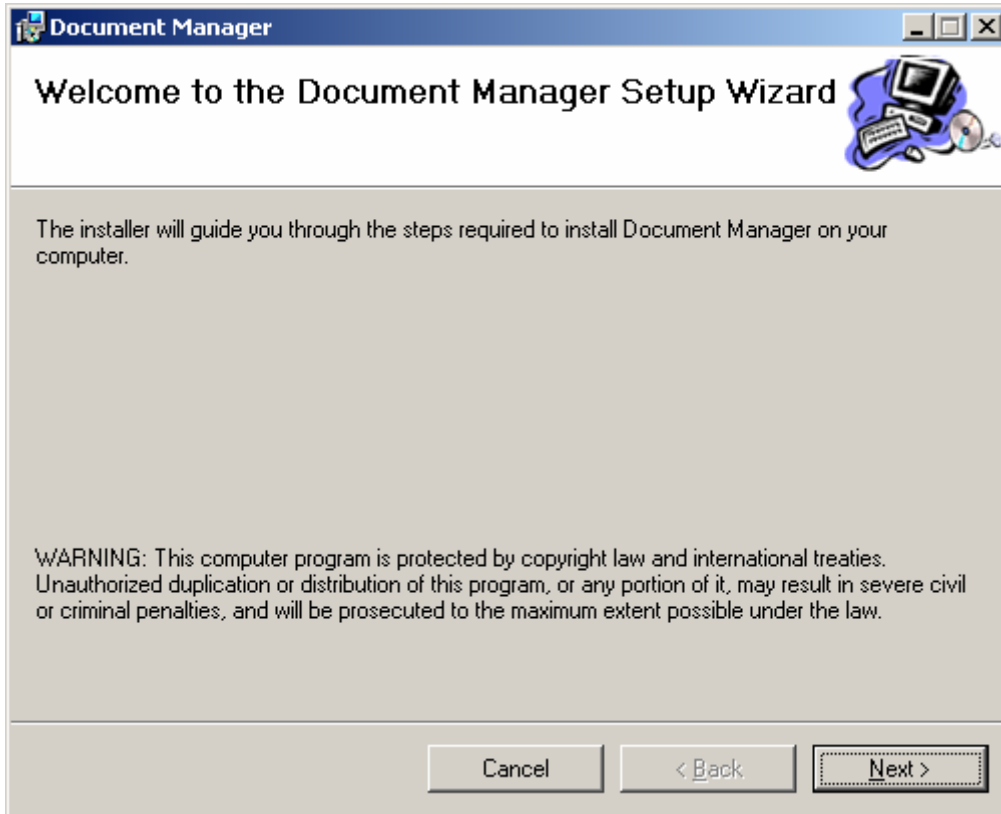 Document Manager
Welcome to the Document Manager Setup Wizard
The installer will guide you through the steps required to install Document Manager on your
computer.
WARNING: This computer program is protected by copyright law and international treaties.
Unauthorized duplication or distribution of this program, or any portion of it, may result in severe civil
or criminal penalties, and will be prosecuted to the maximum extent possible under the law.
Cancel
< Back
Next >